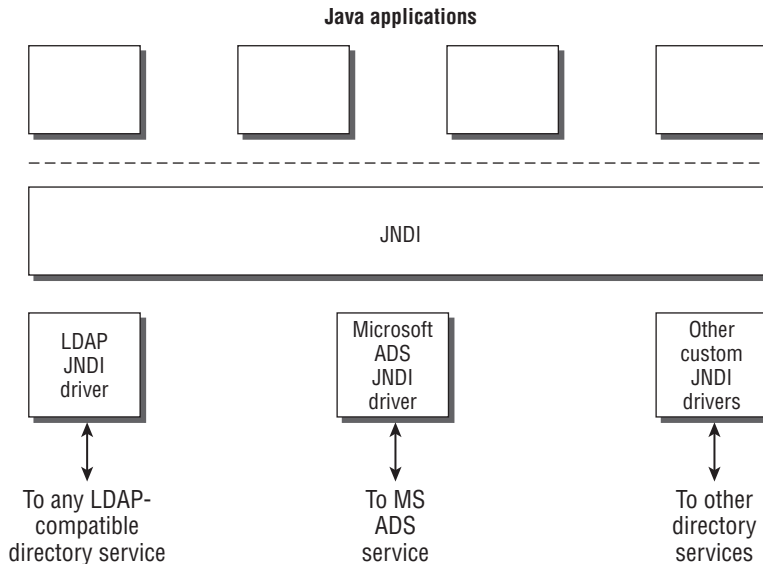 Java applications
JNDI
LDAP
JNDI
driver
Microsoft
ADS
JNDI
driver
Other
custom
JNDI
drivers
To any LDAP-
compatible
directory service
To MS
ADS
service
To other
directory
services